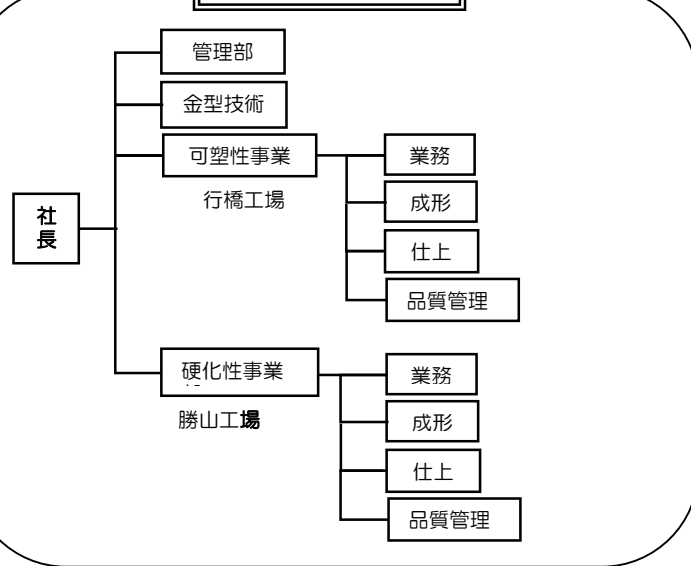 管理部
金型技術
可塑性事業
行橋工場
業務
成形
仕上
品質管理
社
長
硬化性事業
勝山工場
業務
成形
仕上
品質管理